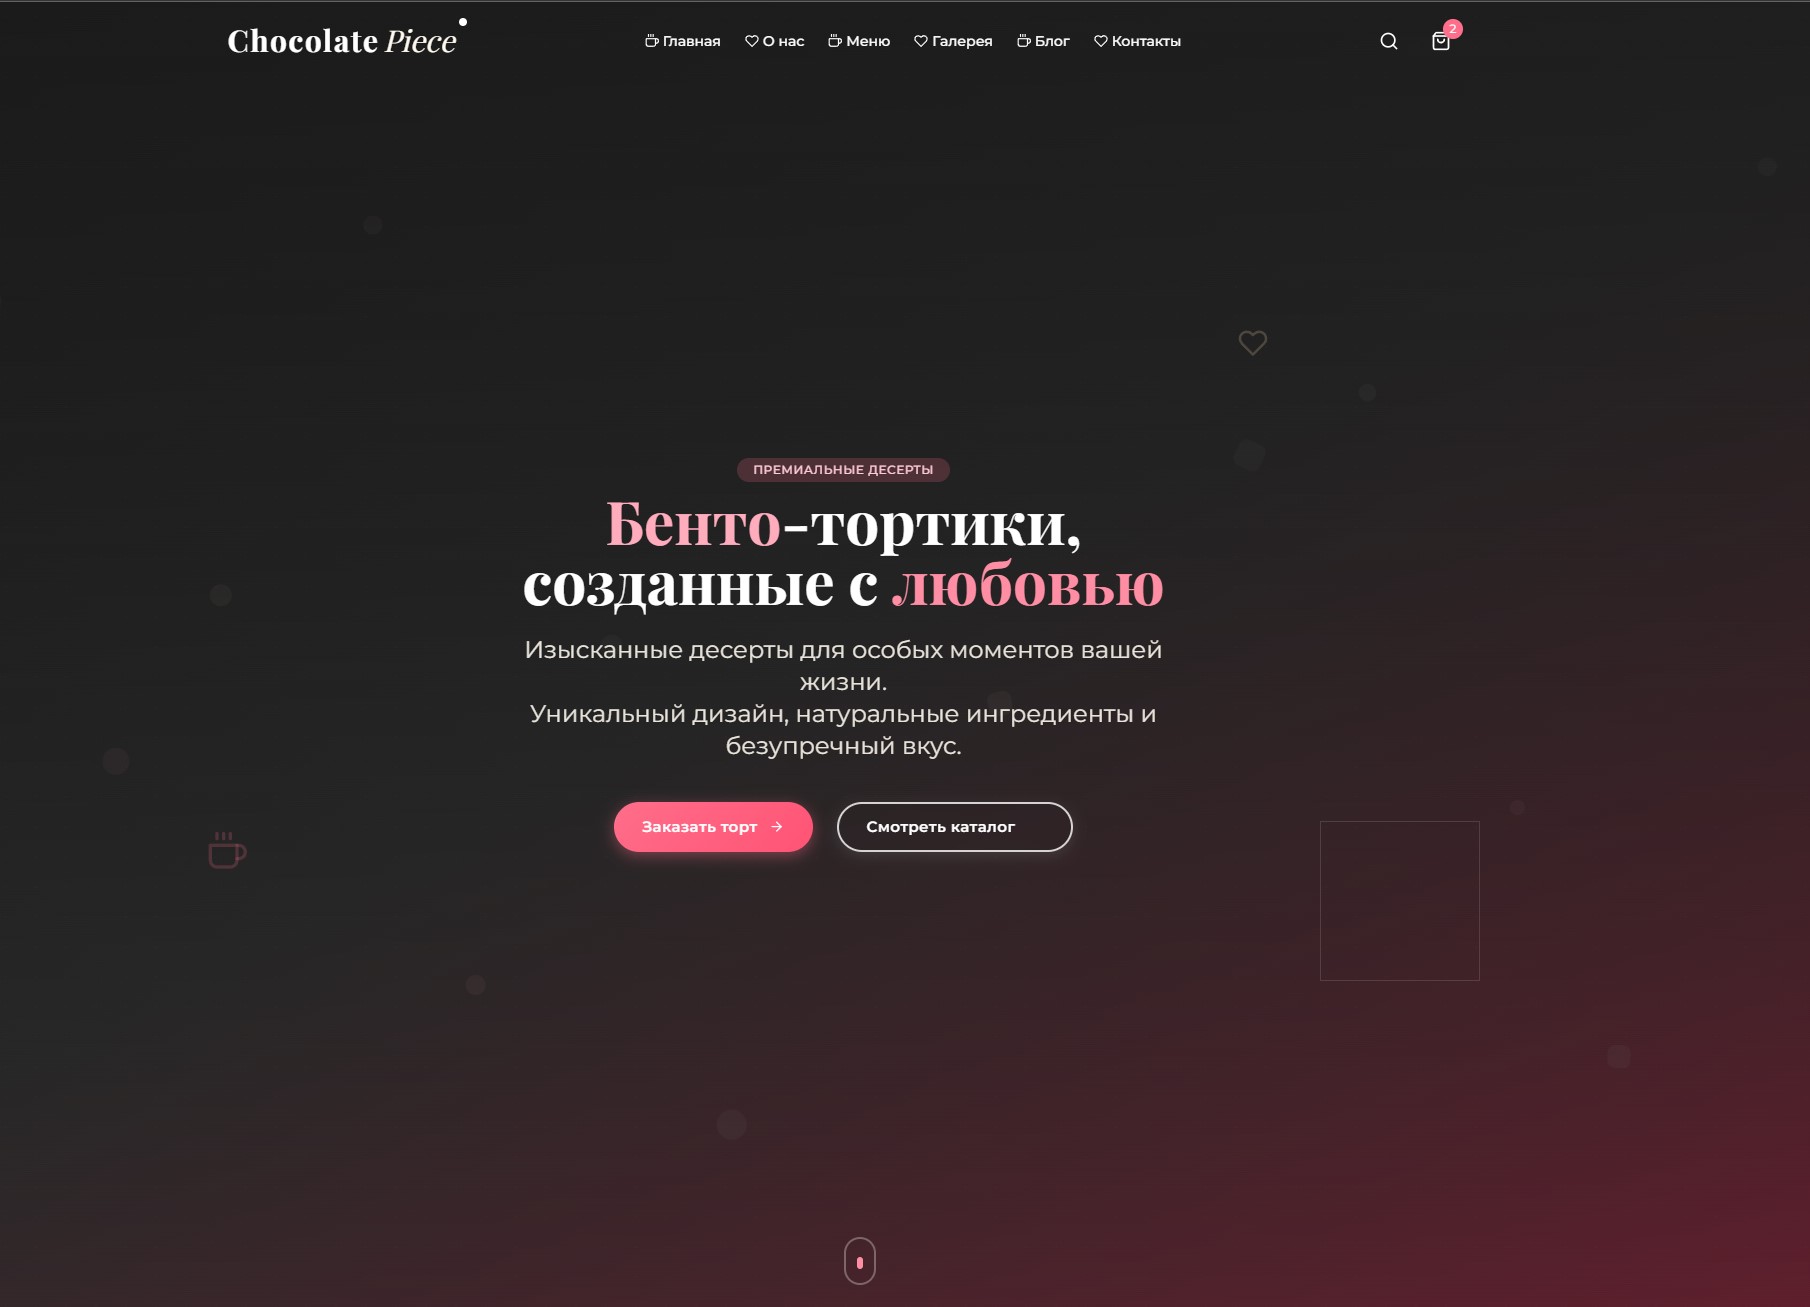 Chocolate Piece
Главная О нас Меню Галерея Блог Контакты
2
ПРЕМИАЛЬНЫЕ ДЕСЕРТЫ
Бенто-тортики,
созданные с любовью
Изысканные десерты для особых моментов вашей
жизни.
Уникальный дизайн, натуральные ингредиенты и
безупречный вкус.
Заказать торт Смотреть каталог